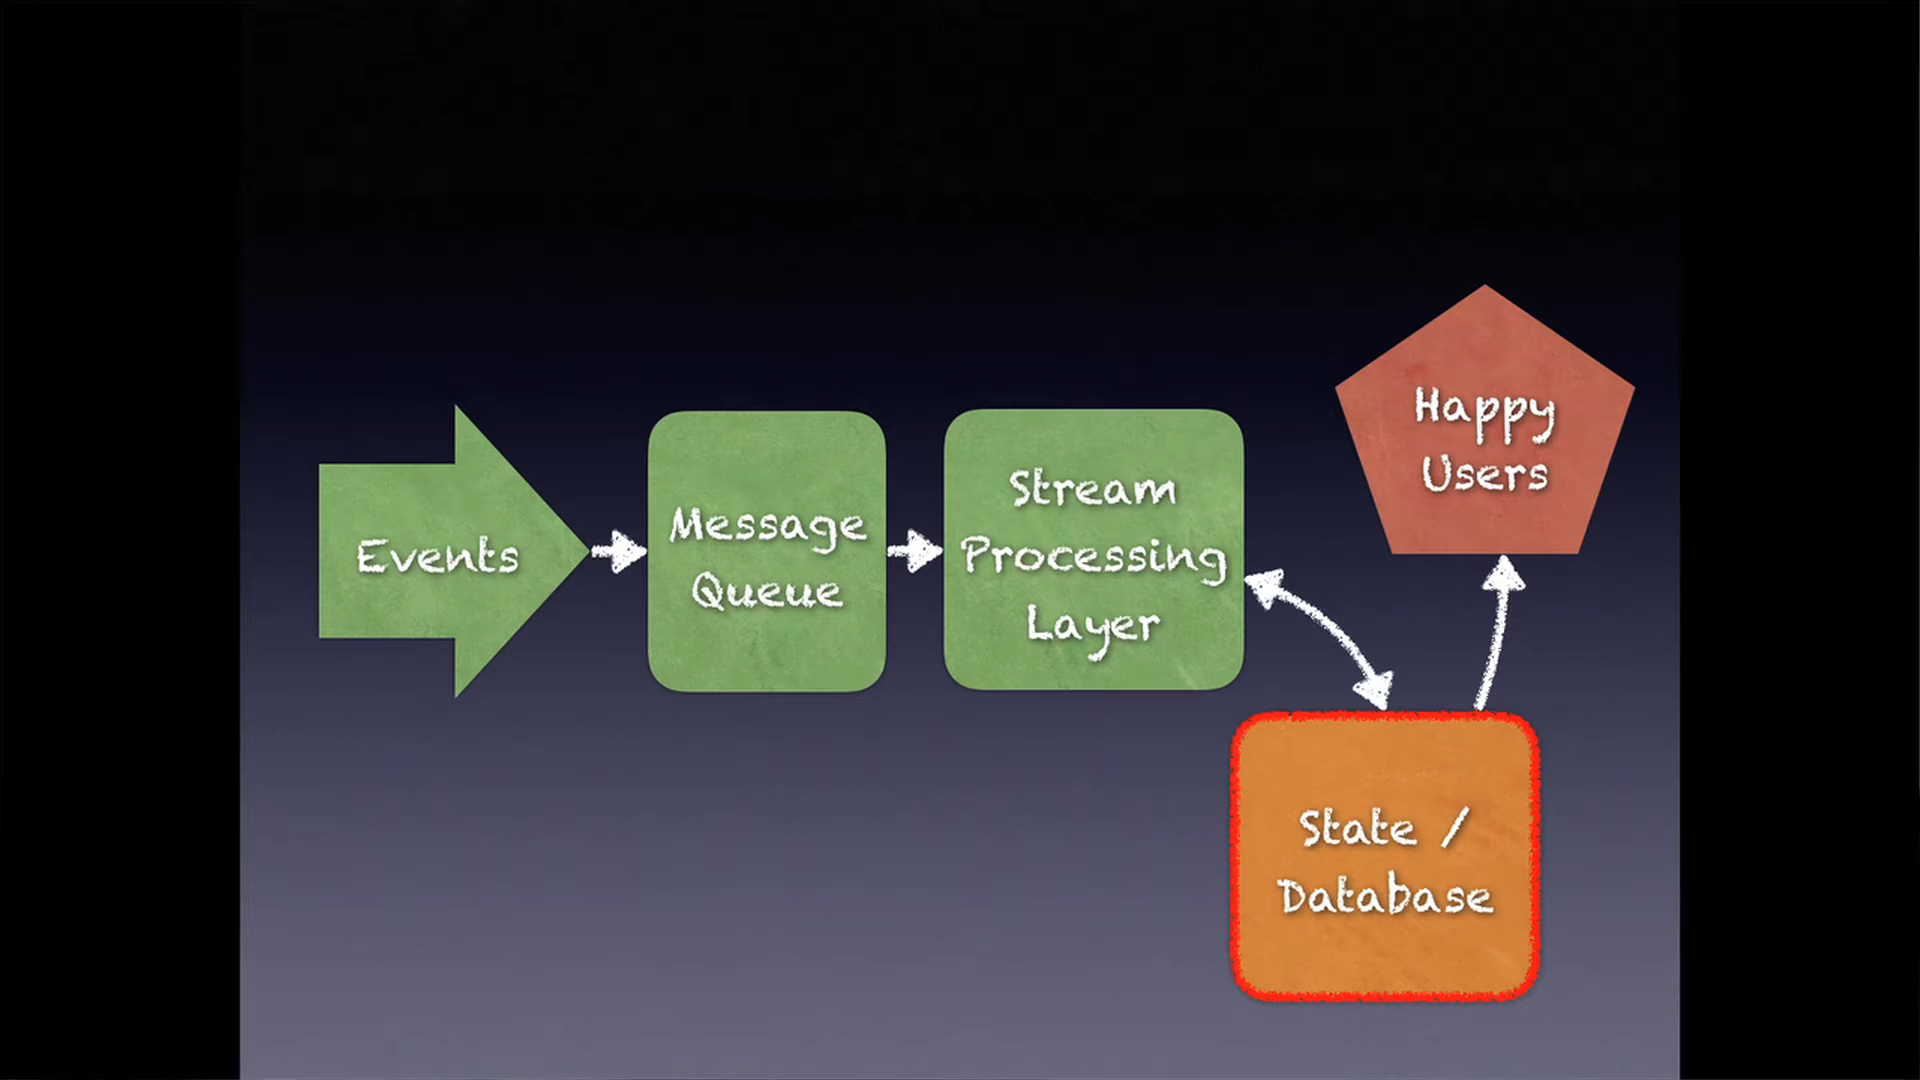 Events
Message
Queue
Stream
Processing
Layer
Happy
Users
State /
Database